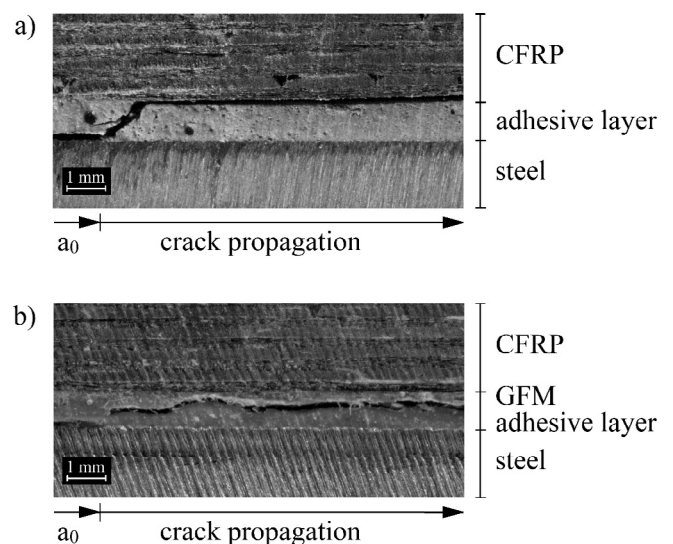 a)
CFRP
adhesive layer
steel
1 mm
a0
crack propagation
b)
CFRP
GFM
adhesive layer
steel
1 mm
a0
crack propagation